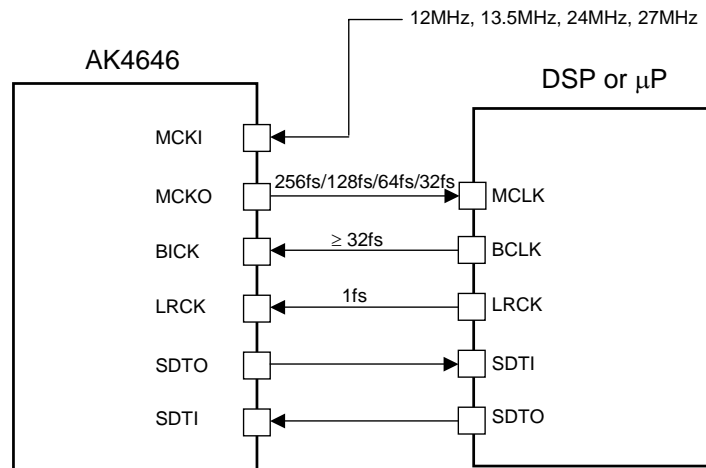 12MHz, 13.5MHz, 24MHz, 27MHz
AK4646
DSP or μP
MCKI
MCKO
256fs/128fs/64fs/32fs
MCLK
BICK
≥ 32fs
BCLK
LRCK
1fs
LRCK
SDTO
SDTI
SDTI
SDTO